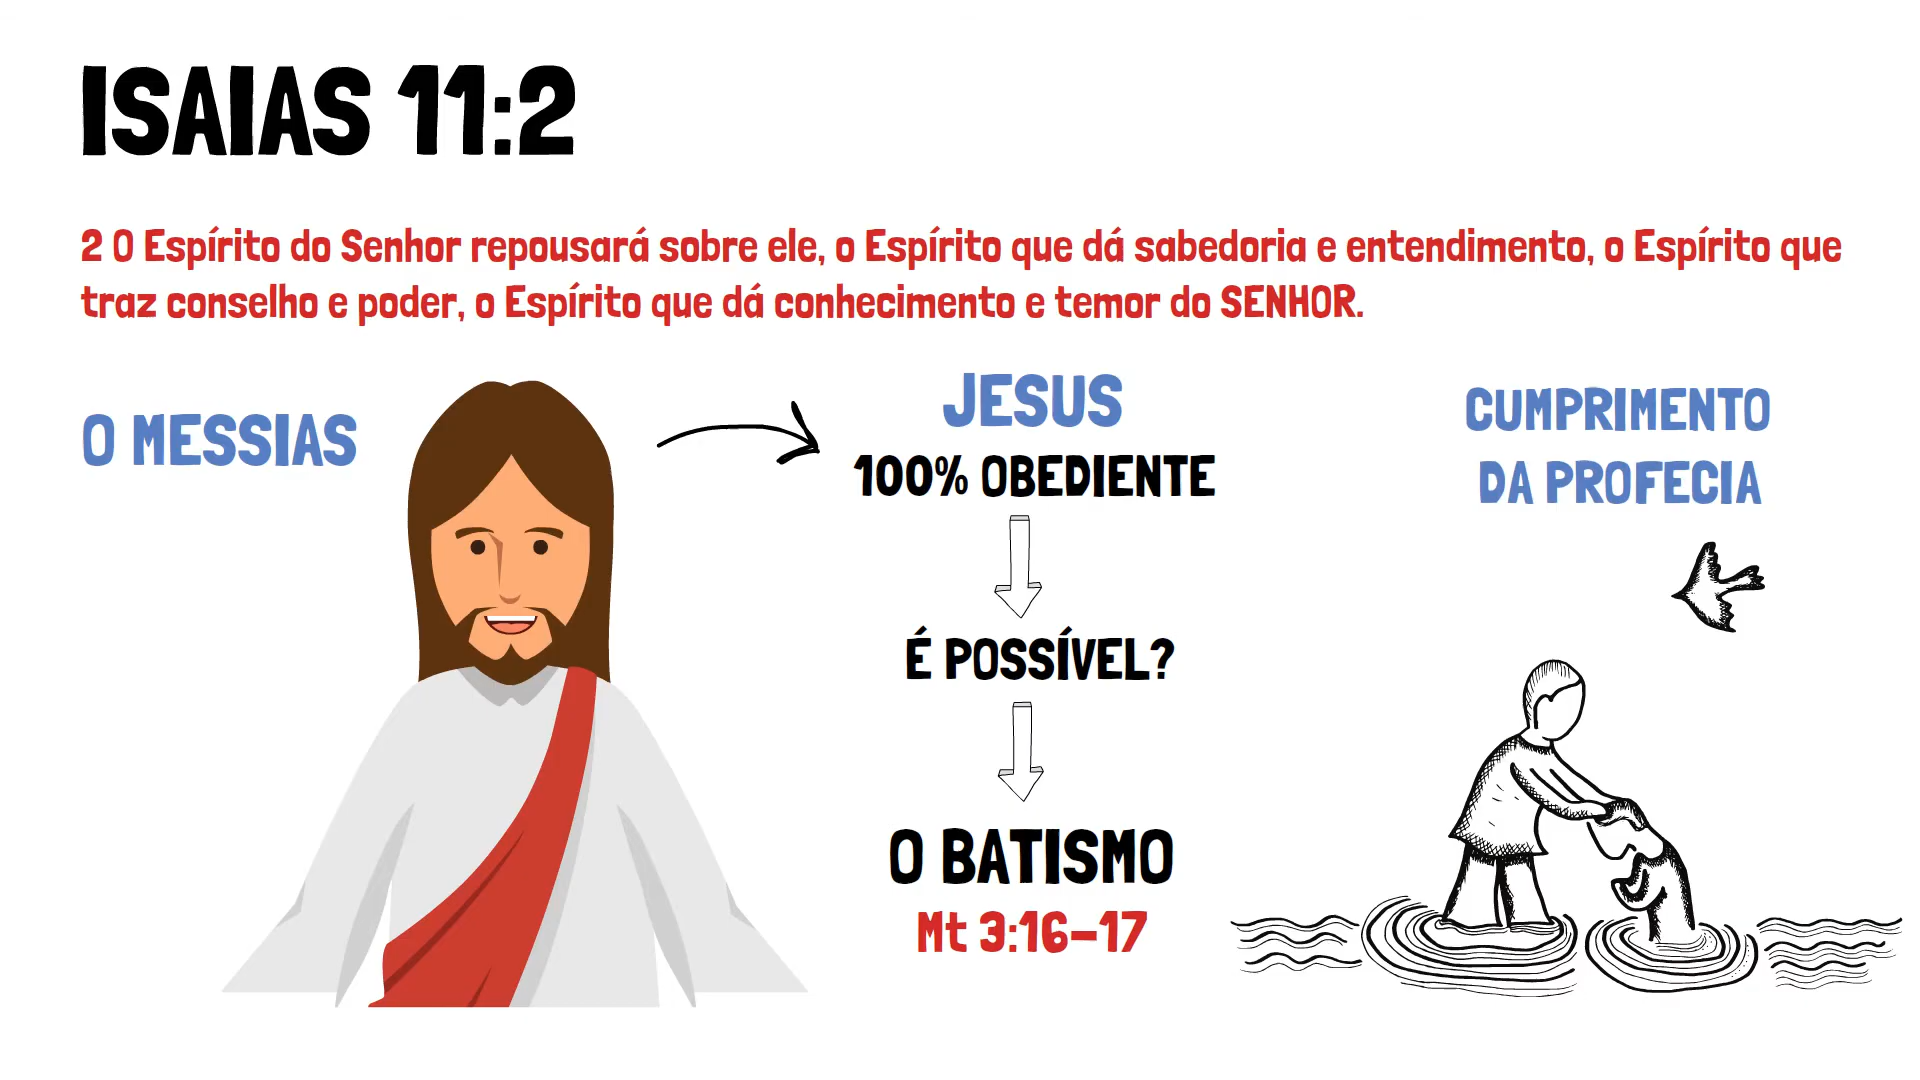 ISAIAS 11:2
2 O Espírito do Senhor repousará sobre ele, o Espírito que dá sabedoria e entendimento, o Espírito que
traz conselho e poder, o Espírito que dá conhecimento e temor do SENHOR.
O MESSIAS
JESUS
100% OBEDIENTE
É POSSÍVEL?
O BATISMO
Mt 3:16-17
CUMPRIMENTO
DA PROFECIA